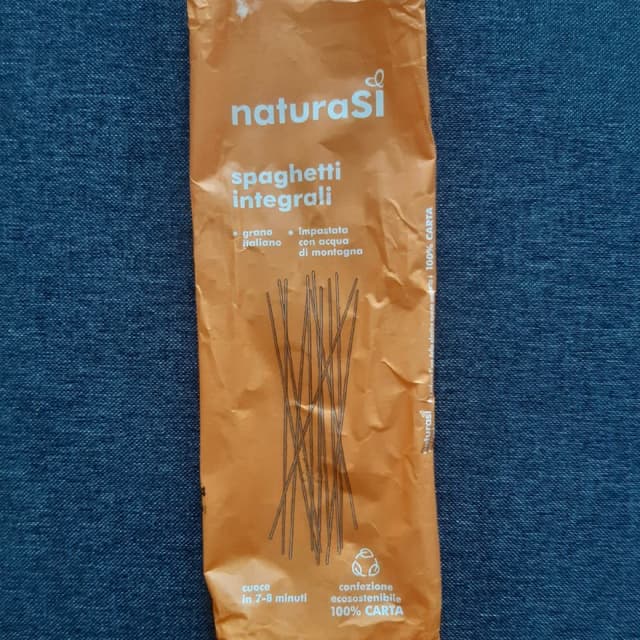 naturaSì
spaghetti
integrali
• grano
italiano
• Impastata
con acqua
di montagna
cuoce
in 7-8 minuti
confezione
ecosostenibile
100% CARTA
naturaSì
100% CARTA